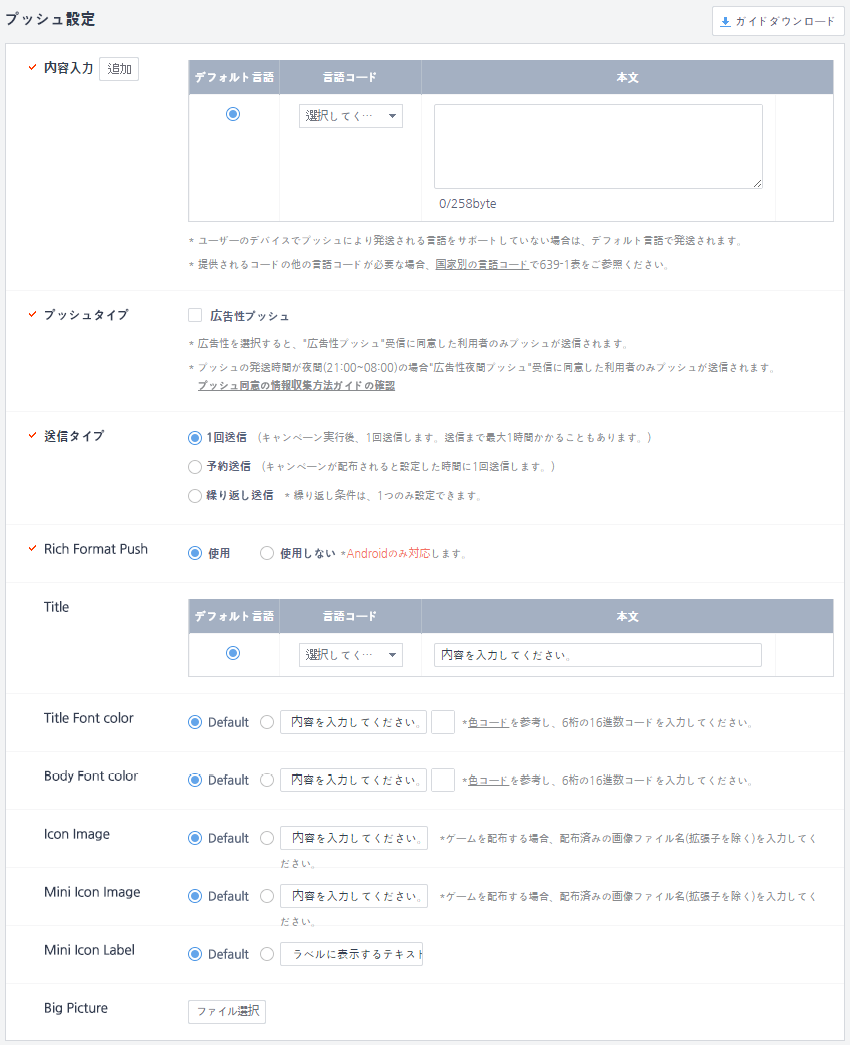 プッシュ設定
ガイドダウンロード
内容入力 追加
デフォルト言語 言語コード 本文
選択してく…
0/258byte
* ユーザーのデバイスでプッシュにより発送される言語をサポートしていない場合は、デフォルト言語で発送されます。
* 提供されるコードの他の言語コードが必要な場合、国家別の言語コードで639-1表をご参照ください。
プッシュタイプ 広告性プッシュ
* 広告性を選択すると、"広告性プッシュ"受信に同意した利用者のみプッシュが送信されます。
* プッシュの発送時間が夜間(21:00~08:00)の場合"広告性夜間プッシュ"受信に同意した利用者のみプッシュが送信されます。
プッシュ同意の情報収集方法ガイドの確認
送信タイプ 1回送信 (キャンペーン実行後、1回送信します。送信まで最大1時間かかることもあります。)
予約送信 (キャンペーンが配布されると設定した時間に1回送信します。)
繰り返し送信 * 繰り返し条件は、1つのみ設定できます。
Rich Format Push 使用 使用しない *Androidのみ対応します。
Title デフォルト言語 言語コード 本文
選択してく… 内容を入力してください。
Title Font color Default 内容を入力してください。 *色コードを参考し、6桁の16進数コードを入力してください。
Body Font color Default 内容を入力してください。 *色コードを参考し、6桁の16進数コードを入力してください。
Icon Image Default 内容を入力してください。 *ゲームを配布する場合、配布済みの画像ファイル名(拡張子を除く)を入力してく
ださい。
Mini Icon Image Default 内容を入力してください。 *ゲームを配布する場合、配布済みの画像ファイル名(拡張子を除く)を入力してく
ださい。
Mini Icon Label Default ラベルに表示するテキスト
Big Picture ファイル選択